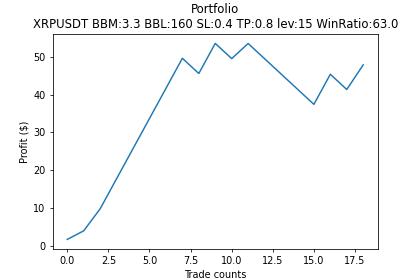 Portfolio
XRPUSDT BBM:3.3 BBL:160 SL:0.4 TP:0.8 lev:15 WinRatio:63.0
50
40
30
20
10
0
Profit ($)
0.0 2.5 5.0 7.5 10.0 12.5 15.0 17.5
Trade counts